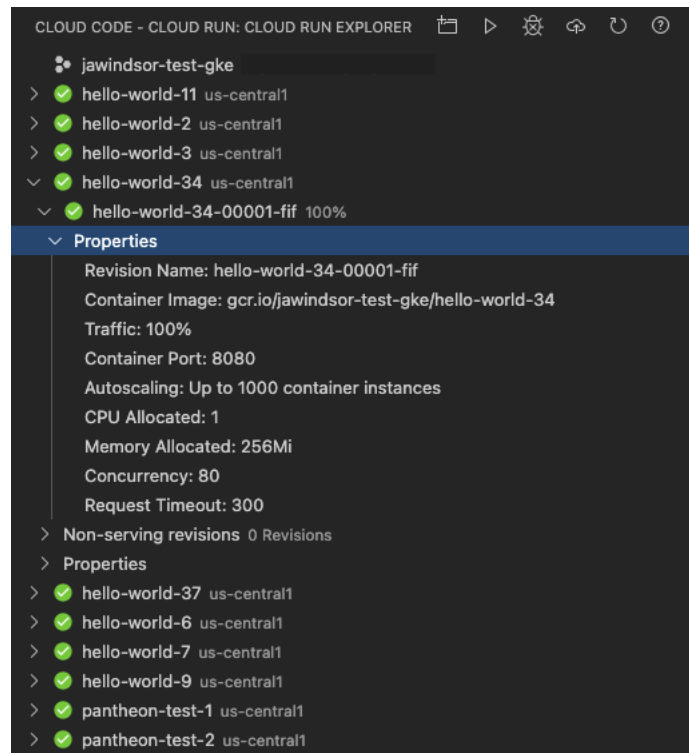 CLOUD CODE - CLOUD RUN: CLOUD RUN EXPLORER
jawindsor-test-gke
hello-world-11 us-central1
hello-world-2 us-central1
hello-world-3 us-central1
hello-world-34 us-central1
hello-world-34-00001-fif 100%
Properties
Revision Name: hello-world-34-00001-fif
Container Image: gcr.io/jawindsor-test-gke/hello-world-34
Traffic: 100%
Container Port: 8080
Autoscaling: Up to 1000 container instances
CPU Allocated: 1
Memory Allocated: 256Mi
Concurrency: 80
Request Timeout: 300
Non-serving revisions 0 Revisions
Properties
hello-world-37 us-central1
hello-world-6 us-central1
hello-world-7 us-central1
hello-world-9 us-central1
pantheon-test-1 us-central1
pantheon-test-2 us-central1